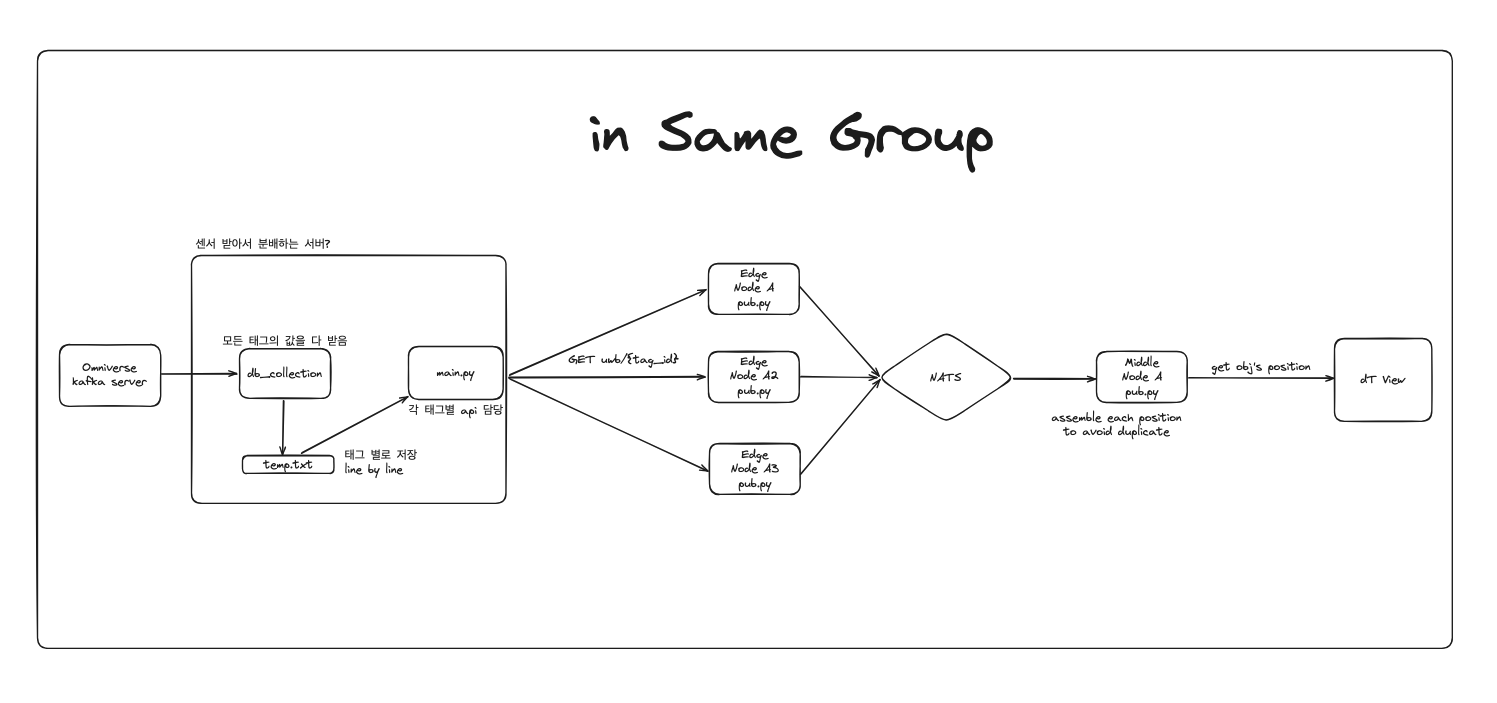 in Same Group
센서 받아서 분배하는 서버?
Omniverse
kafka server
모든 태그의 값을 다 받음
db_collection
temp.txt
태그 별로 저장
line by line
main.py
각 태그별 api 담당
GET uwb/{tag_id}
Edge
Node A
pub.py
Edge
Node A2
pub.py
Edge
Node A3
pub.py
NATS
Middle
Node A
pub.py
assemble each position
to avoid duplicate
get obj's position
dT View